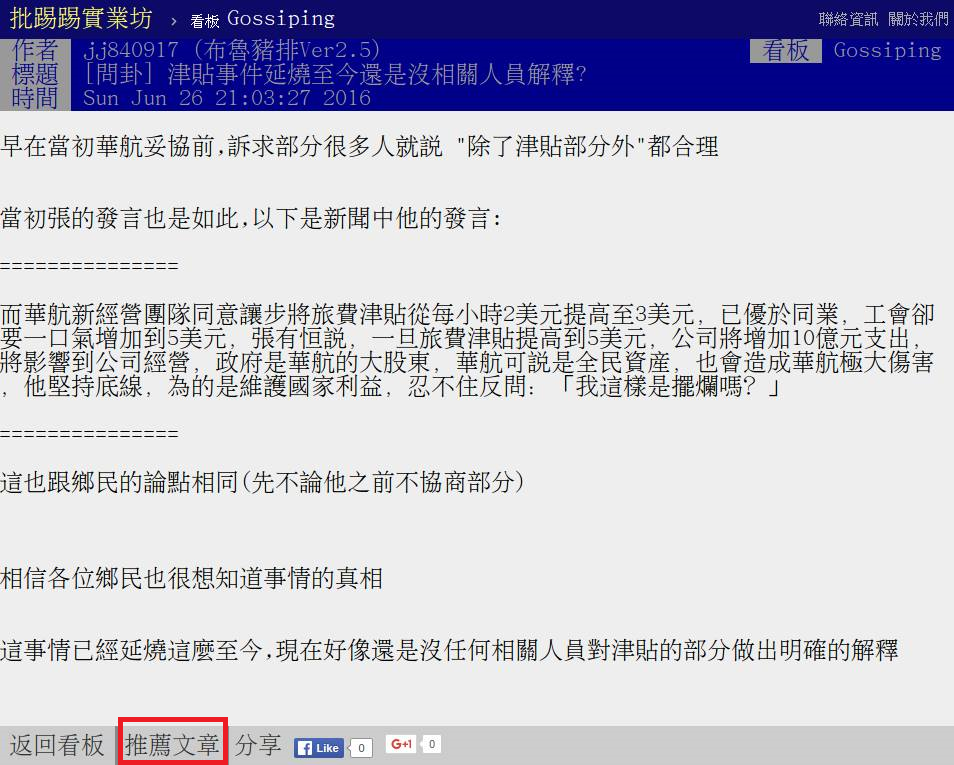 批踢踢實業坊 › 看板 Gossiping 聯絡資訊 關於我們
作者 jj840917 (布魯豬排Ver2.5) 看板 Gossiping
標題 [問卦] 津貼事件延燒至今還是沒相關人員解釋?
時間 Sun Jun 26 21:03:27 2016
早在當初華航妥協前,訴求部分很多人就説 "除了津貼部分外"都合理
當初張的發言也是如此,以下是新聞中他的發言:
===============
而華航新經營團隊同意讓步將旅費津貼從每小時2美元提高至3美元, 已優於同業, 工會卻
要一口氣增加到5美元, 張有恒説, 一旦旅費津貼提高到5美元, 公司將增加10億元支出,
將影響到公司經營, 政府是華航的大股東, 華航可説是全民資産, 也會造成華航極大傷害
, 他堅持底線, 為的是維護國家利益, 忍不住反問: 「我這樣是擺爛嗎? 」
===============
這也跟鄉民的論點相同(先不論他之前不協商部分)
相信各位鄉民也很想知道事情的真相
這事情已經延燒這麼至今,現在好像還是沒任何相關人員對津貼的部分做出明確的解釋
返回看板 推薦文章 分享 f Like 0 G+1 0